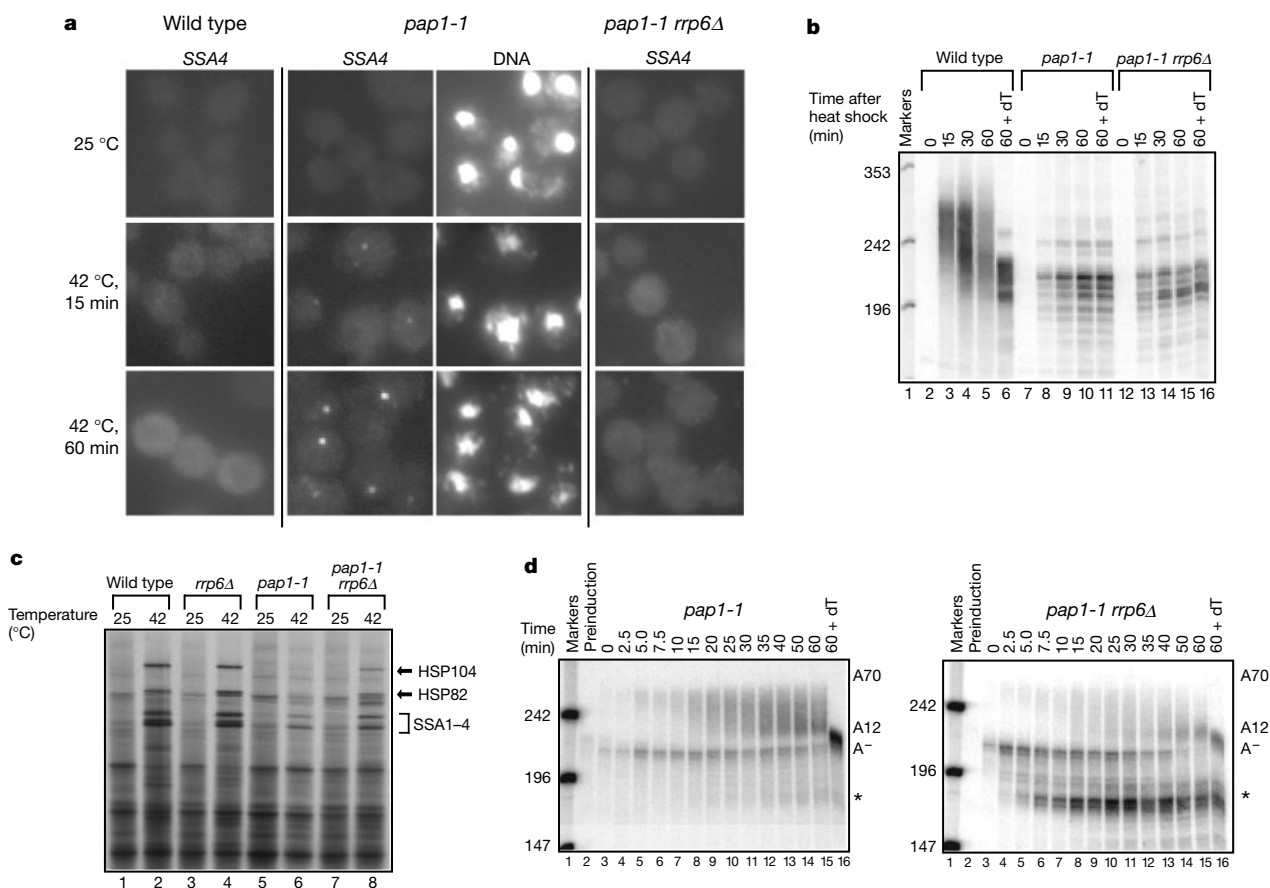 a
Wild type pap1-1 pap1-1 rrp6Δ
SSA4 SSA4 DNA SSA4
25 °C
42 °C,
15 min
42 °C,
60 min
b
Wild type pap1-1 pap1-1 rrp6Δ
Time after
heat shock
(min)
Markers 0 15 30 60 60 + dT 0 15 30 60 60 + dT 0 15 30 60 60 + dT
353
242
196
1 2 3 4 5 6 7 8 9 10 11 12 13 14 15 16
c
Wild type rrp6Δ pap1-1 pap1-1
rrp6Δ
Temperature
(°C)
25 42 25 42 25 42 25 42
HSP104
HSP82
SSA1–4
1 2 3 4 5 6 7 8
d
pap1-1
Time
(min)
Markers Preinduction 0 2.5 5.0 7.5 10 15 20 25 30 35 40 50 60 60 + dT
A70
242
A12
A–
196
*
147
1 2 3 4 5 6 7 8 9 10 11 12 13 14 15 16
pap1-1 rrp6Δ
Markers Preinduction 0 2.5 5.0 7.5 10 15 20 25 30 35 40 50 60 60 + dT
A70
242
A12
A–
196
*
147
1 2 3 4 5 6 7 8 9 10 11 12 13 14 15 16